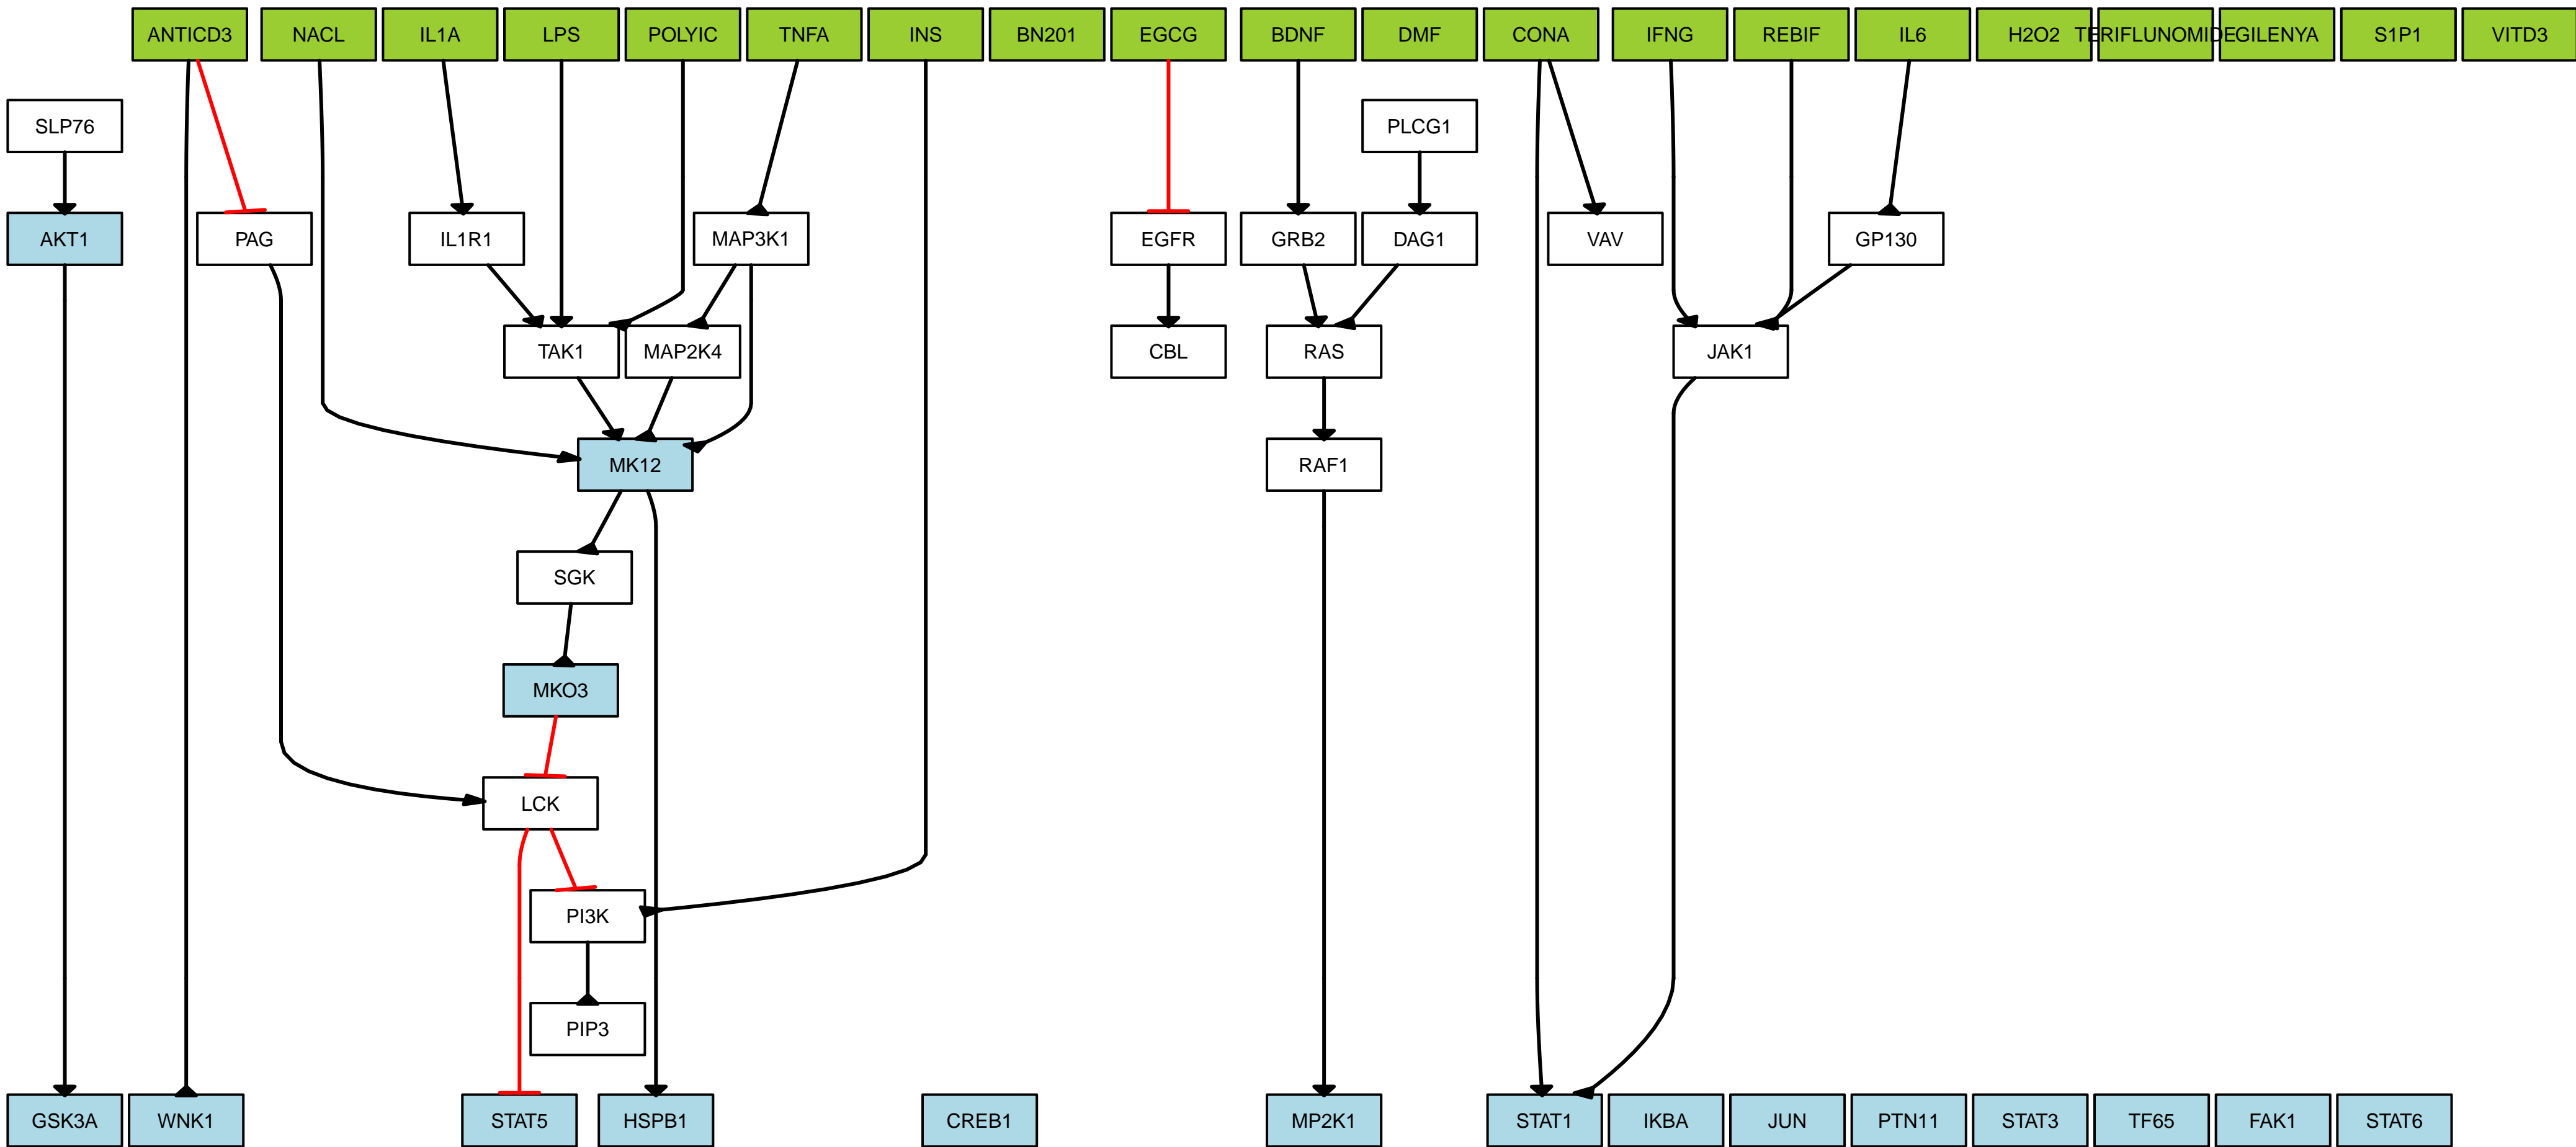 ANTICD3 NACL IL1A LPS POLYIC TNFA INS BN201 EGCG BDNF DMF CONA IFNG REBIF IL6 H2O2 TERIFLUNOMIDE GILENYA S1P1 VITD3
SLP76 PLCG1
AKT1 PAG IL1R1 MAP3K1 EGFR GRB2 DAG1 VAV GP130
TAK1 MAP2K4 CBL RAS JAK1
MK12 RAF1
SGK
MKO3
LCK
PI3K
PIP3
GSK3A WNK1 STAT5 HSPB1 CREB1 MP2K1 STAT1 IKBA JUN PTN11 STAT3 TF65 FAK1 STAT6